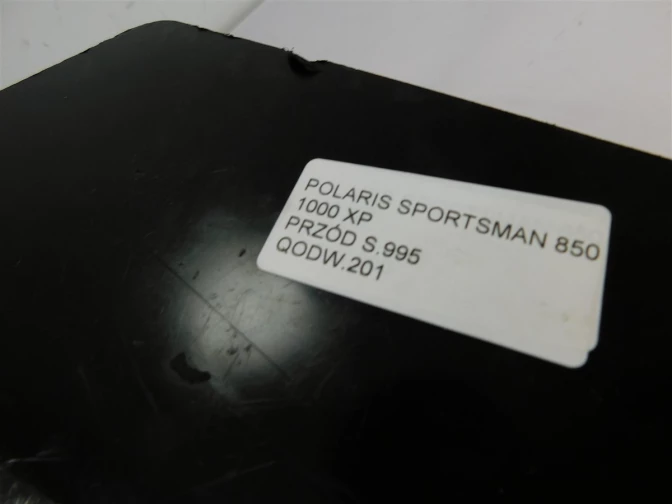 POLARIS SPORTSMAN 850
1000 XP
PRZÓD S.995
QODW.201